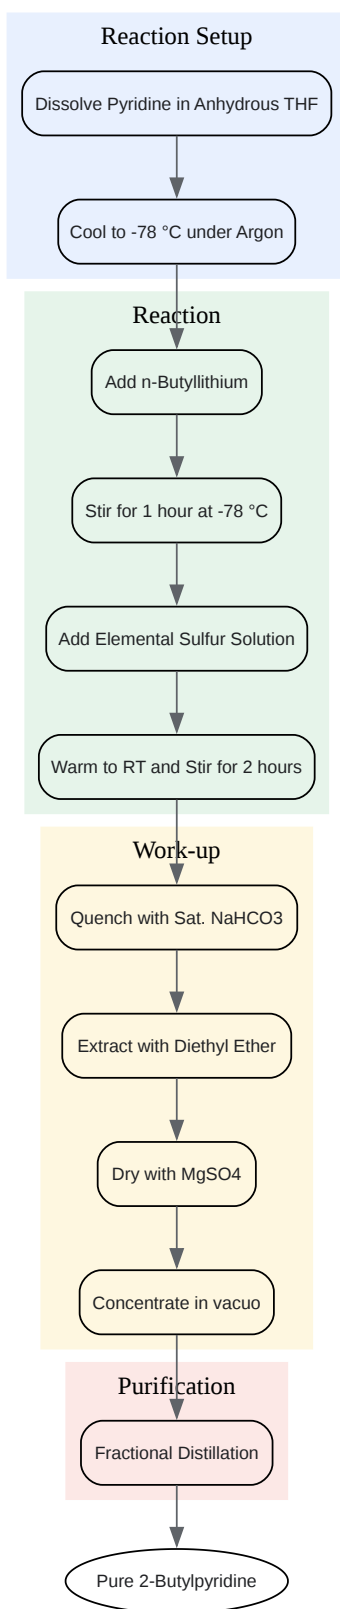 Reaction Setup
Dissolve Pyridine in Anhydrous THF
Cool to -78 °C under Argon
Reaction
Add n-Butyllithium
Stir for 1 hour at -78 °C
Add Elemental Sulfur Solution
Warm to RT and Stir for 2 hours
Work-up
Quench with Sat. NaHCO3
Extract with Diethyl Ether
Dry with MgSO4
Concentrate in vacuo
Purification
Fractional Distillation
Pure 2-Butylpyridine